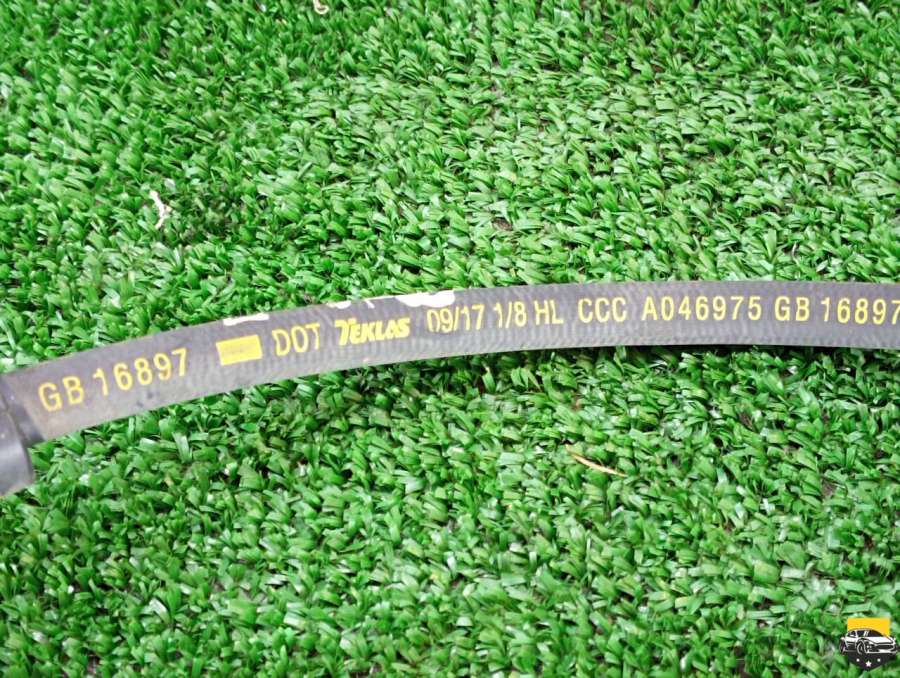 GB 16897 DOT TEKLAS 09/17 1/8 HL CCC A046975 GB 16897